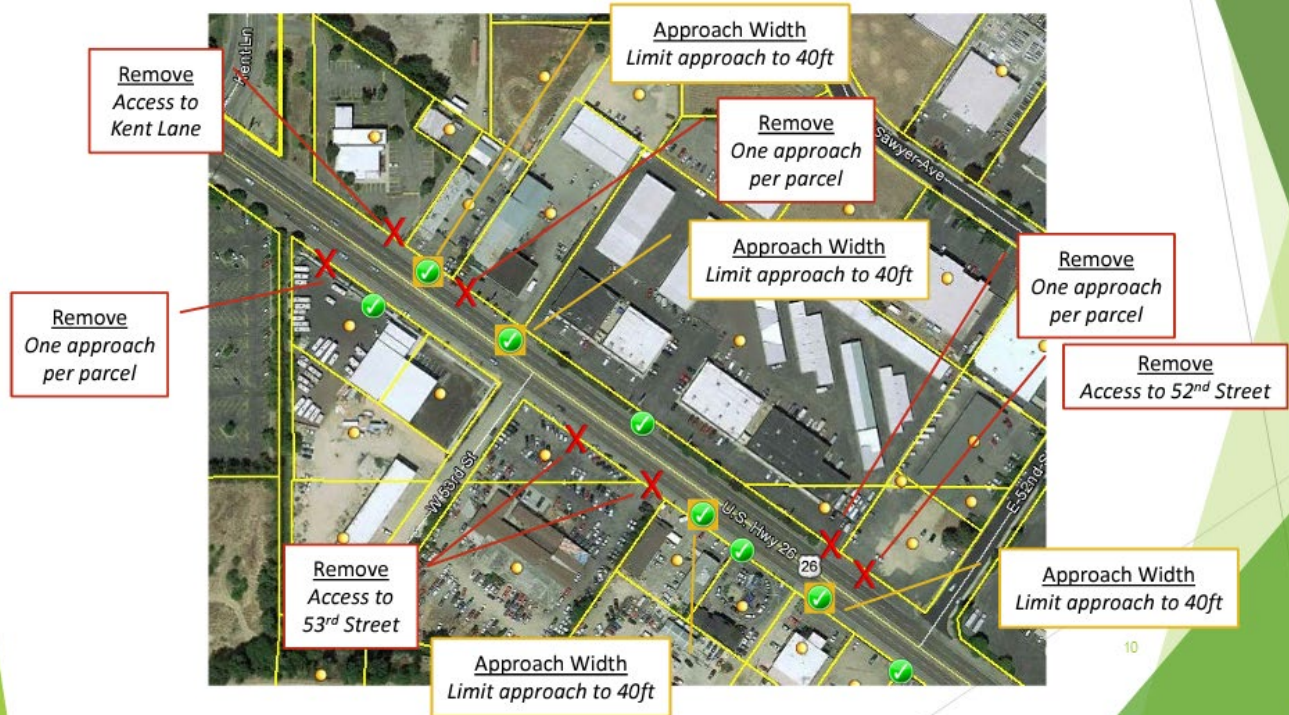 Approach Width
Limit approach to 40ft
Remove
Access to
Kent Lane
Kent Ln
Remove
One approach
per parcel
Sawyer Ave
Approach Width
Limit approach to 40ft
Remove
One approach
per parcel
Remove
One approach
per parcel
Remove
Access to 52nd Street
W 53rd St
E 52nd S
U.S. Hwy 26
26
Remove
Access to
53rd Street
Approach Width
Limit approach to 40ft
Approach Width
Limit approach to 40ft
10